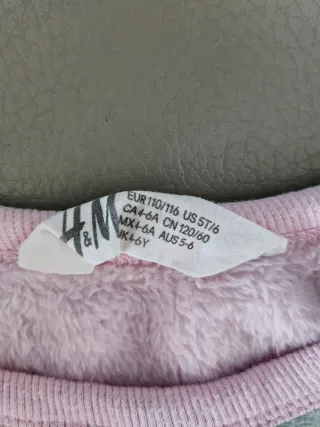 H&M
EUR 110/116 US 5T/6
CA 4-6A CN 120/60
MX 4-6A AUS 5-6
UK 4-6Y